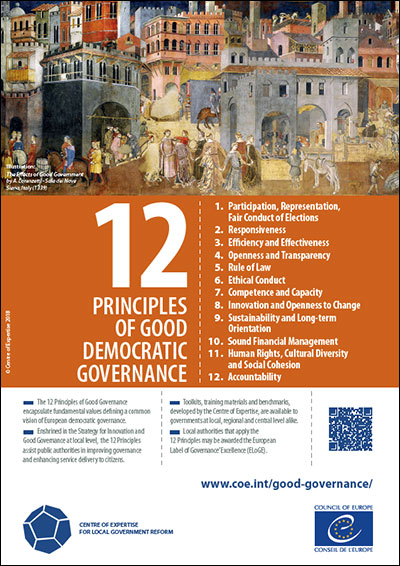 Illustration:
The Effects of Good Government
by A. Lorenzetti - Sala dei Nove
Siena, Italy (1339)
12
PRINCIPLES
OF GOOD
DEMOCRATIC
GOVERNANCE
1. Participation, Representation,
Fair Conduct of Elections
2. Responsiveness
3. Efficiency and Effectiveness
4. Openness and Transparency
5. Rule of Law
6. Ethical Conduct
7. Competence and Capacity
8. Innovation and Openness to Change
9. Sustainability and Long-term
Orientation
10. Sound Financial Management
11. Human Rights, Cultural Diversity
and Social Cohesion
12. Accountability
© Centre of Expertise 2018
The 12 Principles of Good Governance
encapsulate fundamental values defining a common
vision of European democratic governance.
Enshrined in the Strategy for Innovation and
Good Governance at local level, the 12 Principles
assist public authorities in improving governance
and enhancing service delivery to citizens.
Toolkits, training materials and benchmarks,
developed by the Centre of Expertise, are available to
governments at local, regional and central level alike.
Local authorities that apply the
12 Principles may be awarded the European
Label of Governance Excellence (ELoGE).
www.coe.int/good-governance/
CENTRE OF EXPERTISE
FOR LOCAL GOVERNMENT REFORM
COUNCIL OF EUROPE
CONSEIL DE L'EUROPE